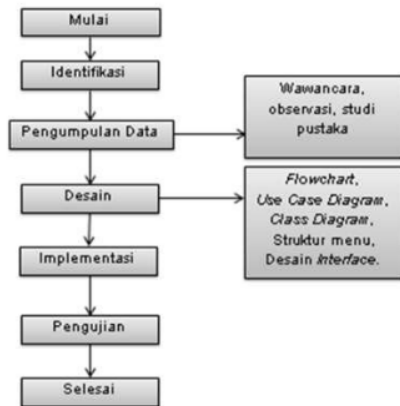 Mulai
Identifikasi
Pengumpulan Data
Wawancara,
observasi, studi
pustaka
Desain
Flowchart,
Use Case Diagram,
Class Diagram,
Struktur menu,
Desain Interface.
Implementasi
Pengujian
Selesai